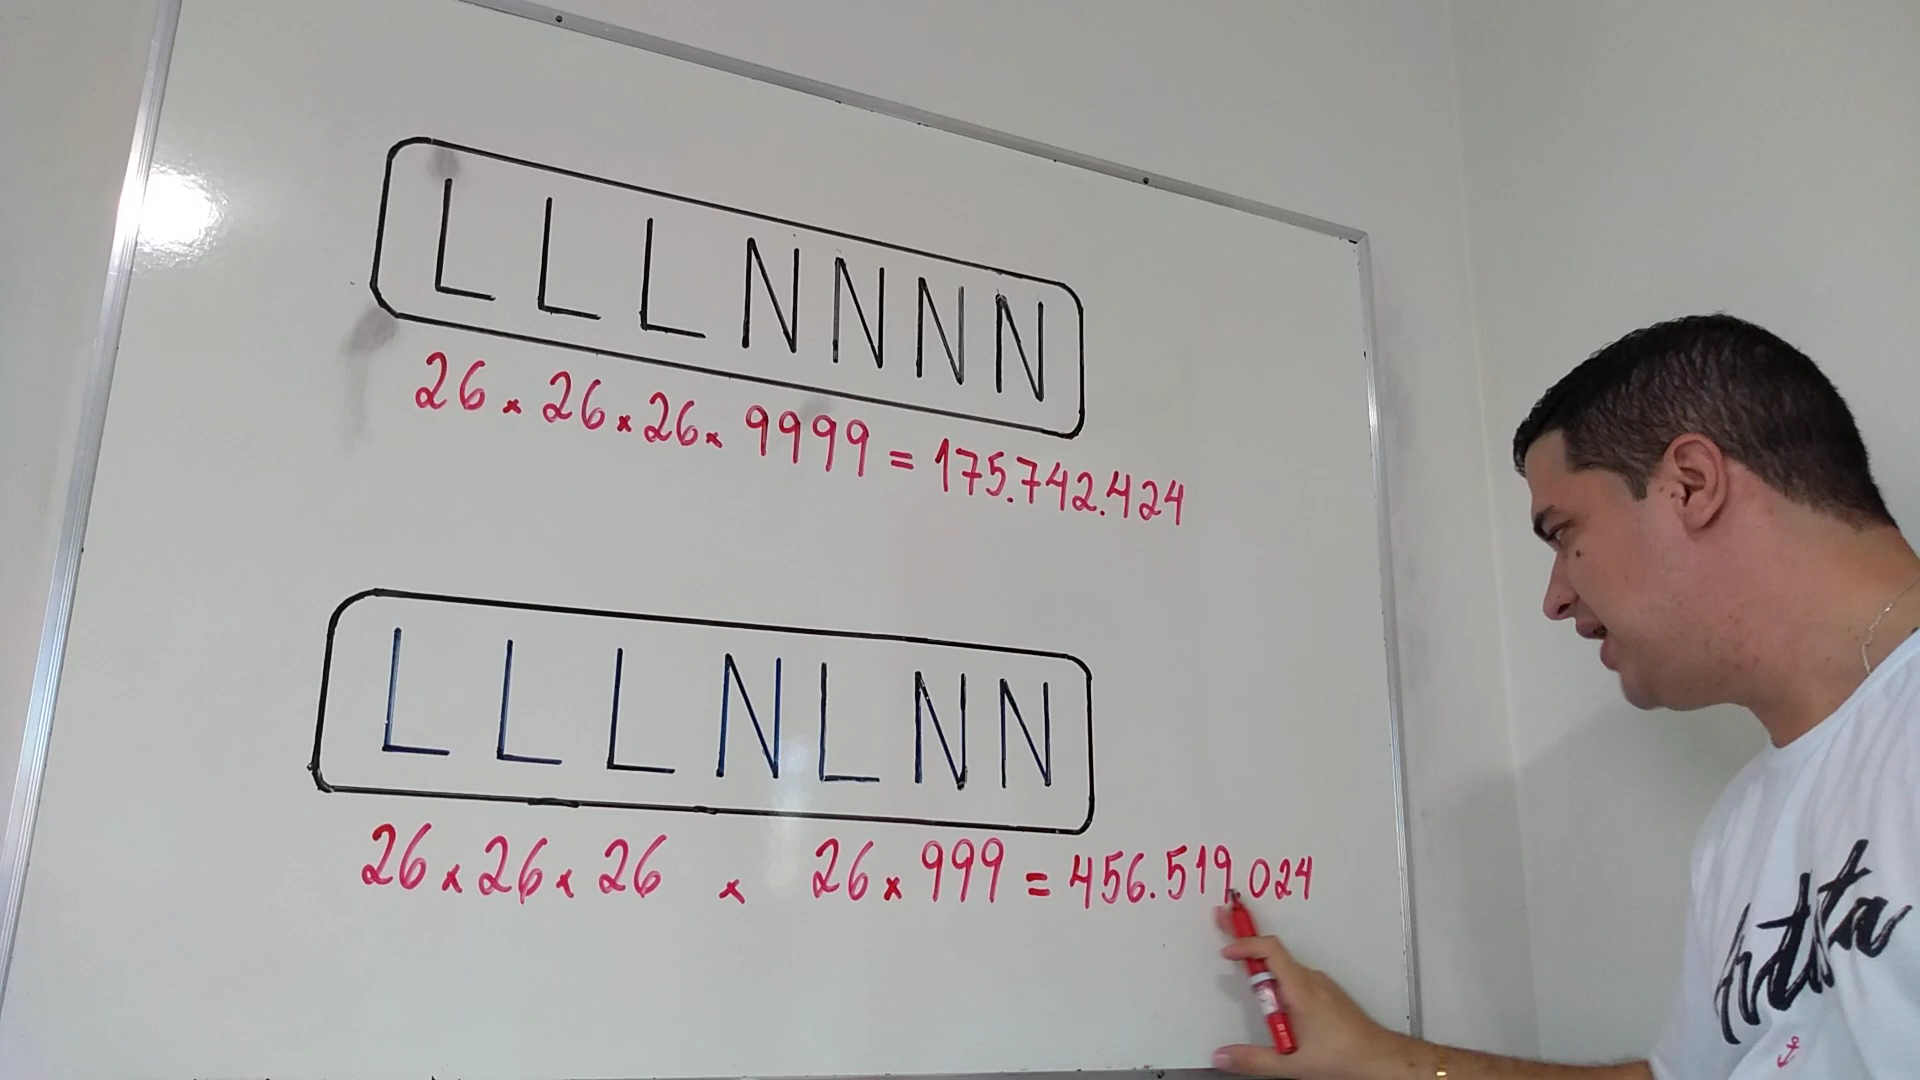 LLLNNNN
26 × 26 × 26 × 9999 = 175.742.424
LLLNLNN
26 × 26 × 26 × 26 × 999 = 456.519.024